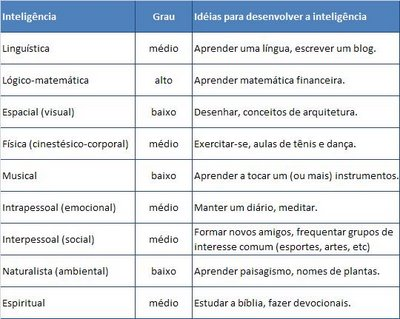 Inteligência Grau Idéias para desenvolver a inteligência
Linguística médio Aprender uma língua, escrever um blog.
Lógico-matemática alto Aprender matemática financeira.
Espacial (visual) baixo Desenhar, conceitos de arquitetura.
Física (cinestésico-corporal) médio Exercitar-se, aulas de tênis e dança.
Musical baixo Aprender a tocar um (ou mais) instrumentos.
Intrapessoal (emocional) médio Manter um diário, meditar.
Interpesoal (social) médio Formar novos amigos, frequentar grupos de
interesse comum (esportes, artes, etc)
Naturalista (ambiental) baixo Aprender paisagismo, nomes de plantas.
Espiritual médio Estudar a bíblia, fazer devocionais.